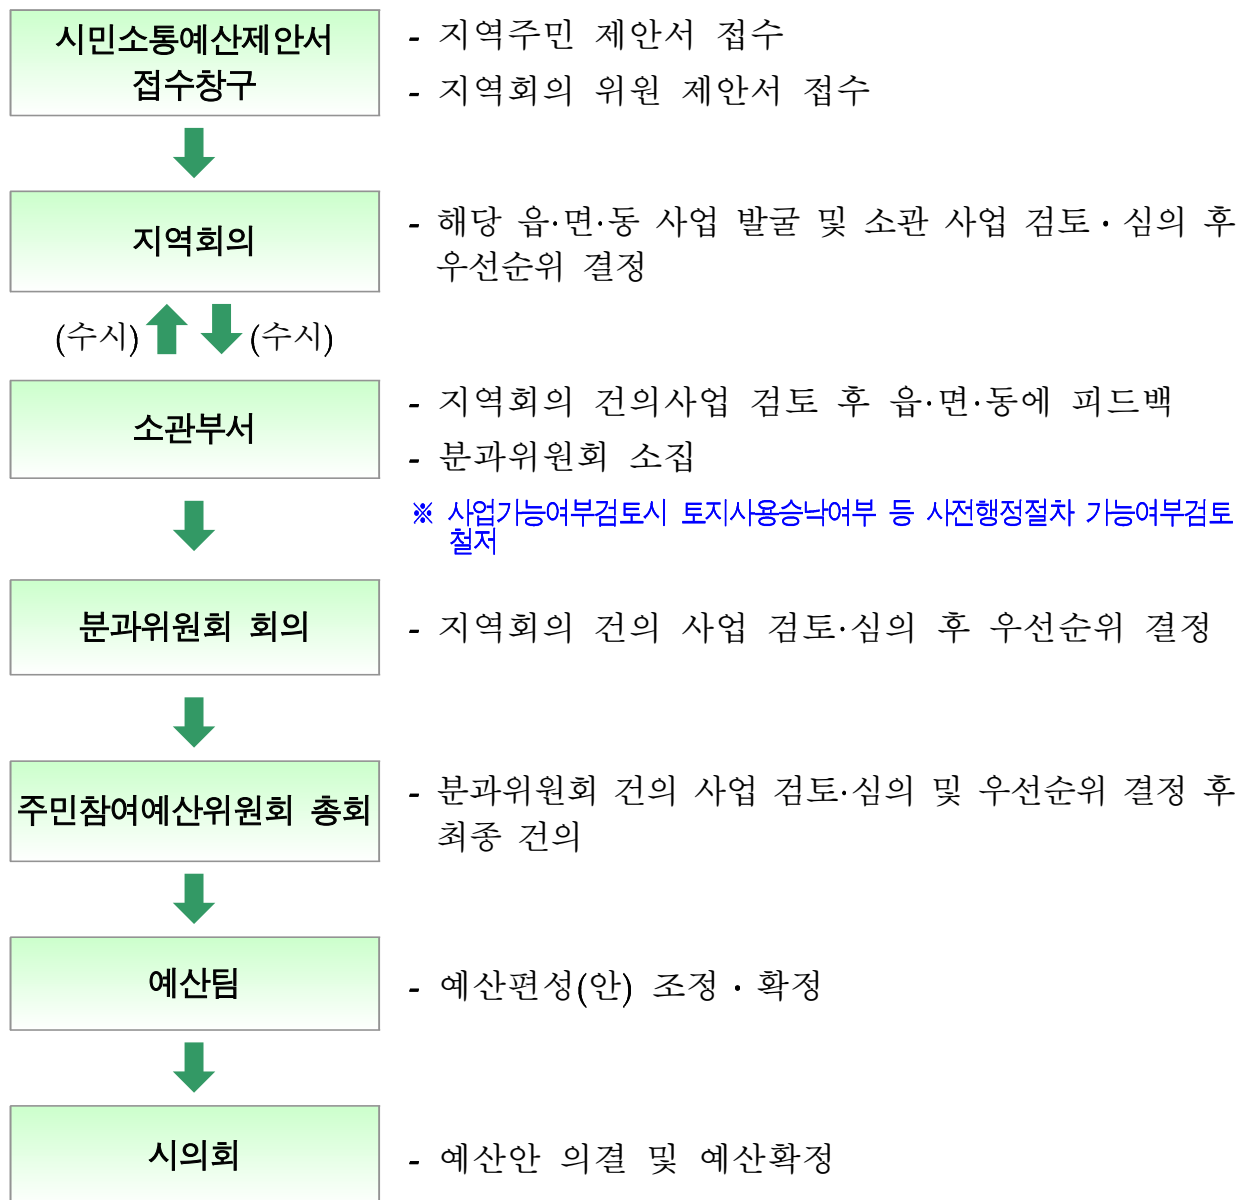 시민소통예산제안서
접수창구
- 지역주민 제안서 접수
- 지역회의 위원 제안서 접수
지역회의
- 해당 읍·면·동 사업 발굴 및 소관 사업 검토·심의 후
우선순위 결정
(수시) (수시)
소관부서
- 지역회의 건의사업 검토 후 읍·면·동에 피드백
- 분과위원회 소집
※ 사업가능여부검토시 토지사용승낙여부 등 사전행정절차 가능여부검토
철저
분과위원회 회의
- 지역회의 건의 사업 검토·심의 후 우선순위 결정
주민참여예산위원회 총회
- 분과위원회 건의 사업 검토·심의 및 우선순위 결정 후
최종 건의
예산팀
- 예산편성(안) 조정·확정
시의회
- 예산안 의결 및 예산확정